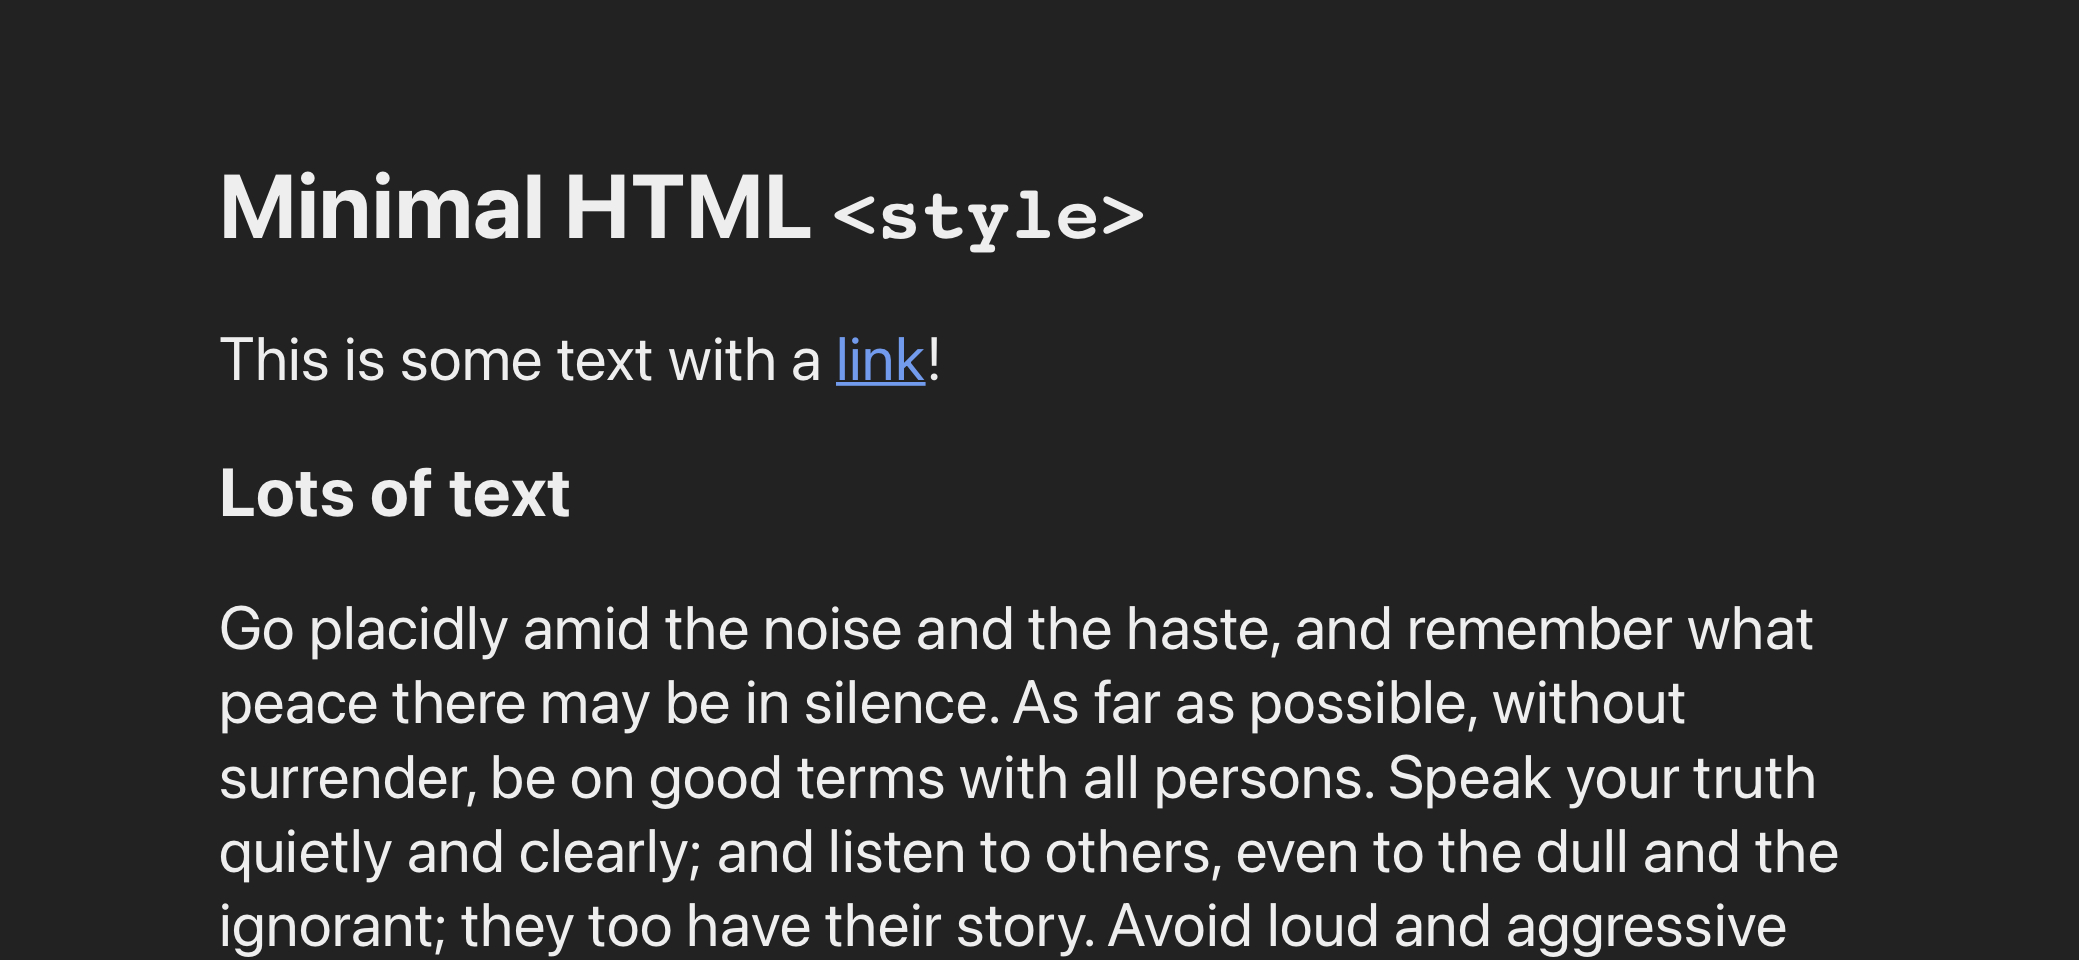 Minimal HTML <style>
This is some text with a link!
Lots of text
Go placidly amid the noise and the haste, and remember what
peace there may be in silence. As far as possible, without
surrender, be on good terms with all persons. Speak your truth
quietly and clearly; and listen to others, even to the dull and the
ignorant; they too have their story. Avoid loud and aggressive